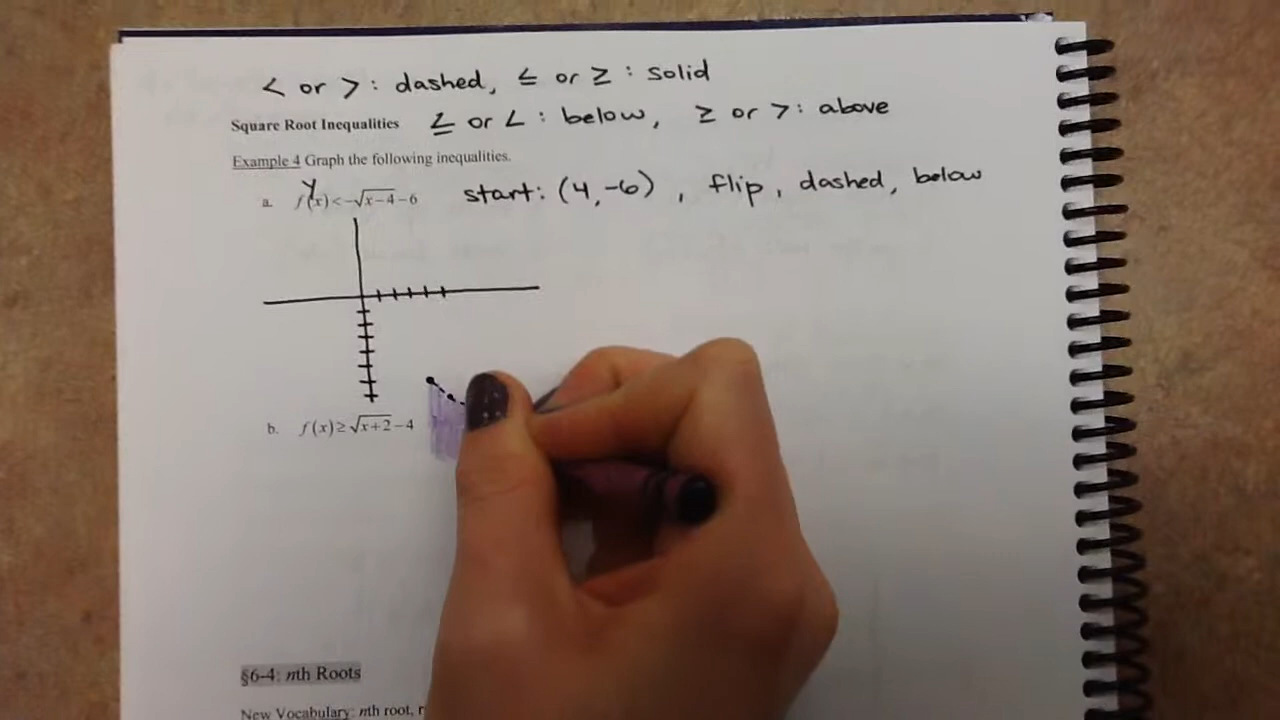 < or > : dashed, ≤ or ≥ : solid
Square Root Inequalities ≤ or < : below, ≥ or > : above
Example 4 Graph the following inequalities.
y
a. f(x) < -√x-4 - 6 start: (4, -6) , flip , dashed, below
b. f(x) ≥ √x+2 - 4
§6-4: nth Roots
New Vocabulary: nth root,